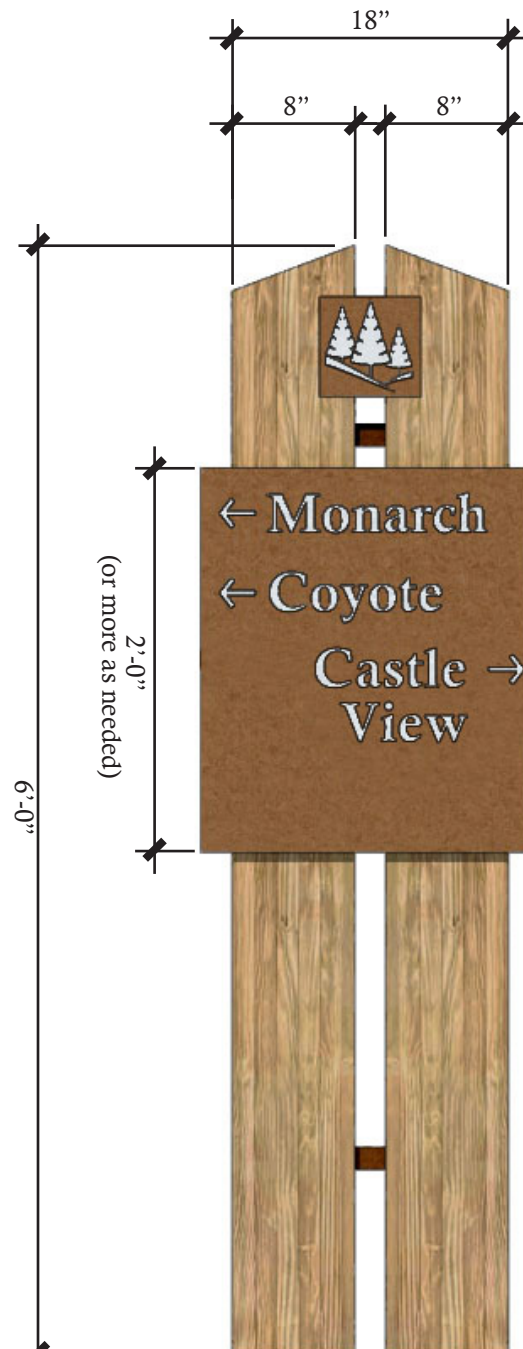 18”
8” 8”
← Monarch
← Coyote
Castle →
View
2’-0”
(or more as needed)
6’-0”